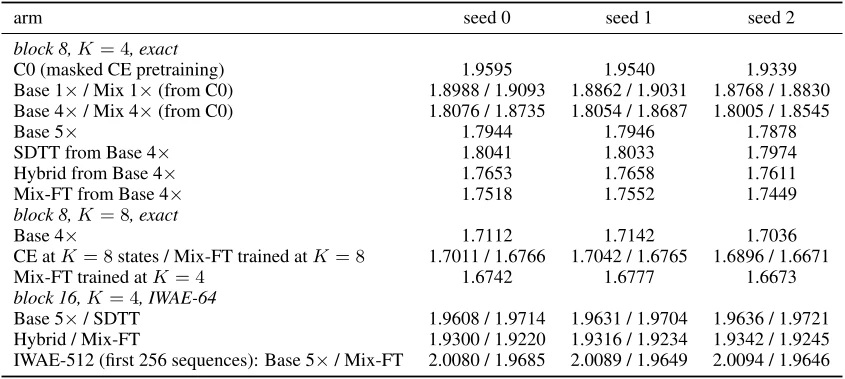 arm seed 0 seed 1 seed 2
block 8, K = 4, exact
C0 (masked CE pretraining) 1.9595 1.9540 1.9339
Base 1× / Mix 1× (from C0) 1.8988 / 1.9093 1.8862 / 1.9031 1.8768 / 1.8830
Base 4× / Mix 4× (from C0) 1.8076 / 1.8735 1.8054 / 1.8687 1.8005 / 1.8545
Base 5× 1.7944 1.7946 1.7878
SDTT from Base 4× 1.8041 1.8033 1.7974
Hybrid from Base 4× 1.7653 1.7658 1.7611
Mix-FT from Base 4× 1.7518 1.7552 1.7449
block 8, K = 8, exact
Base 4× 1.7112 1.7142 1.7036
CE at K = 8 states / Mix-FT trained at K = 8 1.7011 / 1.6766 1.7042 / 1.6765 1.6896 / 1.6671
Mix-FT trained at K = 4 1.6742 1.6777 1.6673
block 16, K = 4, IWAE-64
Base 5× / SDTT 1.9608 / 1.9714 1.9631 / 1.9704 1.9636 / 1.9721
Hybrid / Mix-FT 1.9300 / 1.9220 1.9316 / 1.9234 1.9342 / 1.9245
IWAE-512 (first 256 sequences): Base 5× / Mix-FT 2.0080 / 1.9685 2.0089 / 1.9649 2.0094 / 1.9646